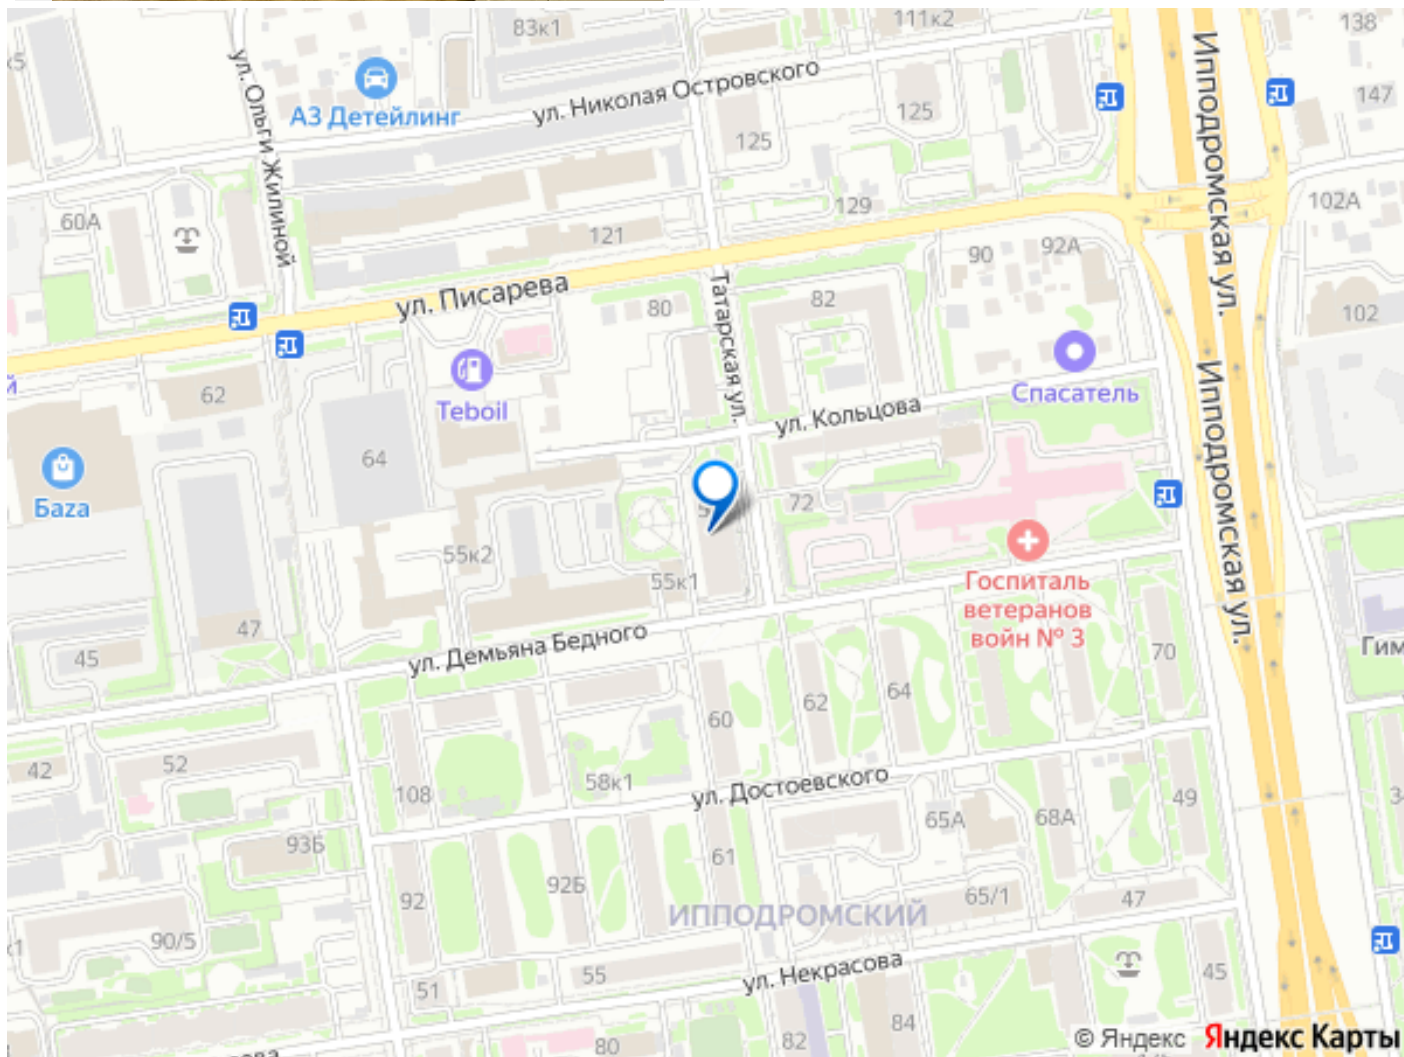 83к1
111к2
138
ул. Ольги Жилиной
А3 Детейлинг
ул. Николая Островского
125
125
147
Ипподромская ул.
60А
121
129
102А
ул. Писарева
80
Татарская ул.
82
90
92А
102
62
Teboil
Спасатель
ул. Кольцова
Ипподромская ул.
Baza
64
72
55к2
55к1
Госпиталь
ветеранов
войн № 3
47
45
ул. Демьяна Бедного
70
Гим
60
62
64
42
52
108
58к1
ул. Достоевского
65А
68А
49
93Б
61
92
92Б
65/1
47
ИППОДРОМСКИЙ
90/5
51
55
ул. Некрасова
45
80
82
84
© Яндекс Яндекс Карты